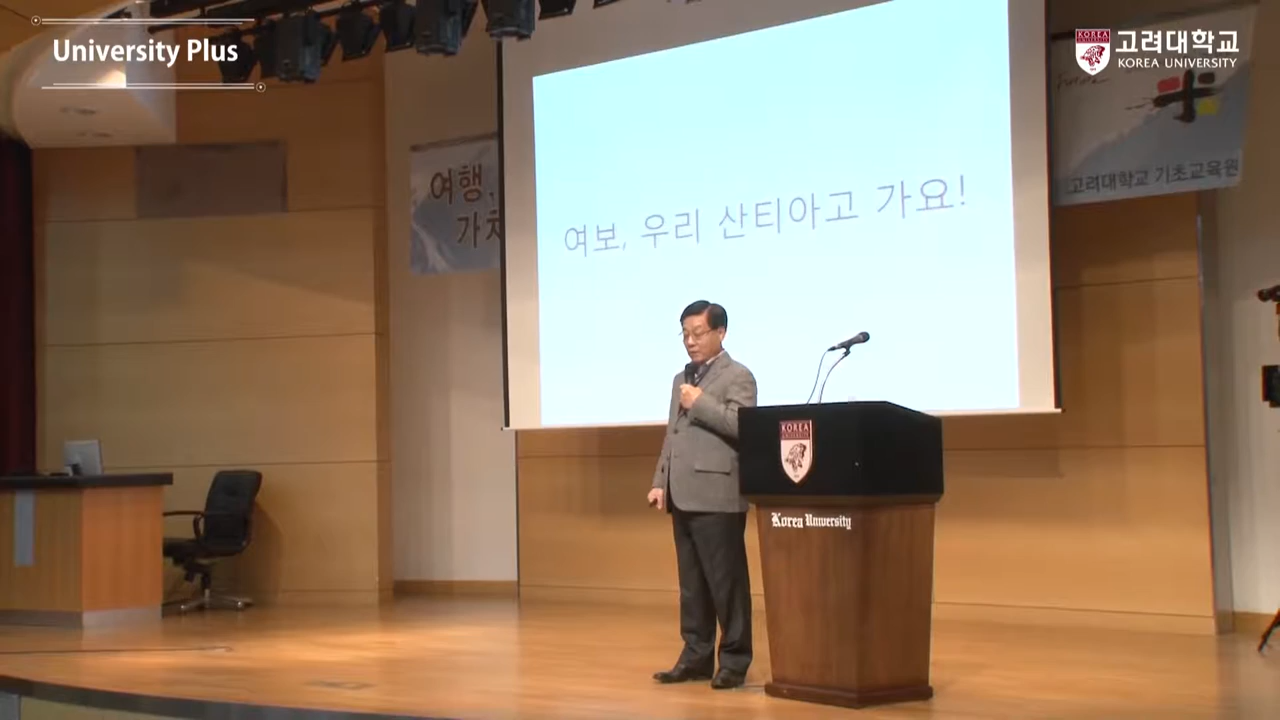 University Plus
KOREA
고려대학교
KOREA UNIVERSITY
여행,
가치
여보, 우리 산티아고 가요!
고려대학교 기초교육원
KOREA
Korea University